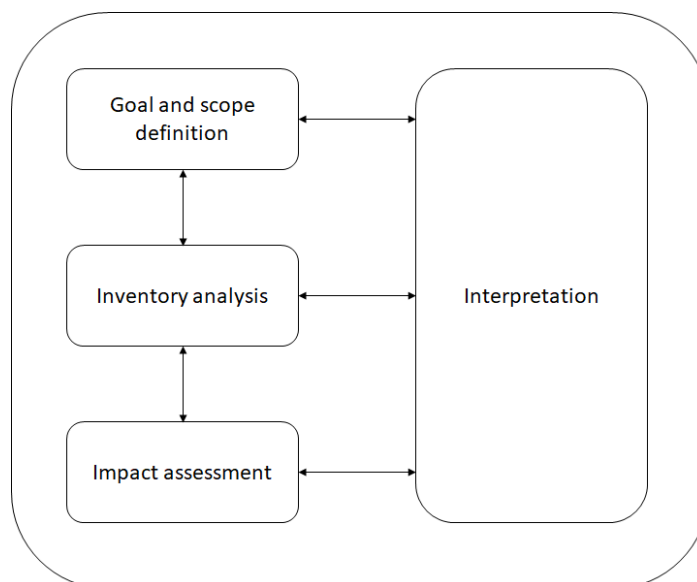 Goal and scope
definition
Inventory analysis
Interpretation
Impact assessment